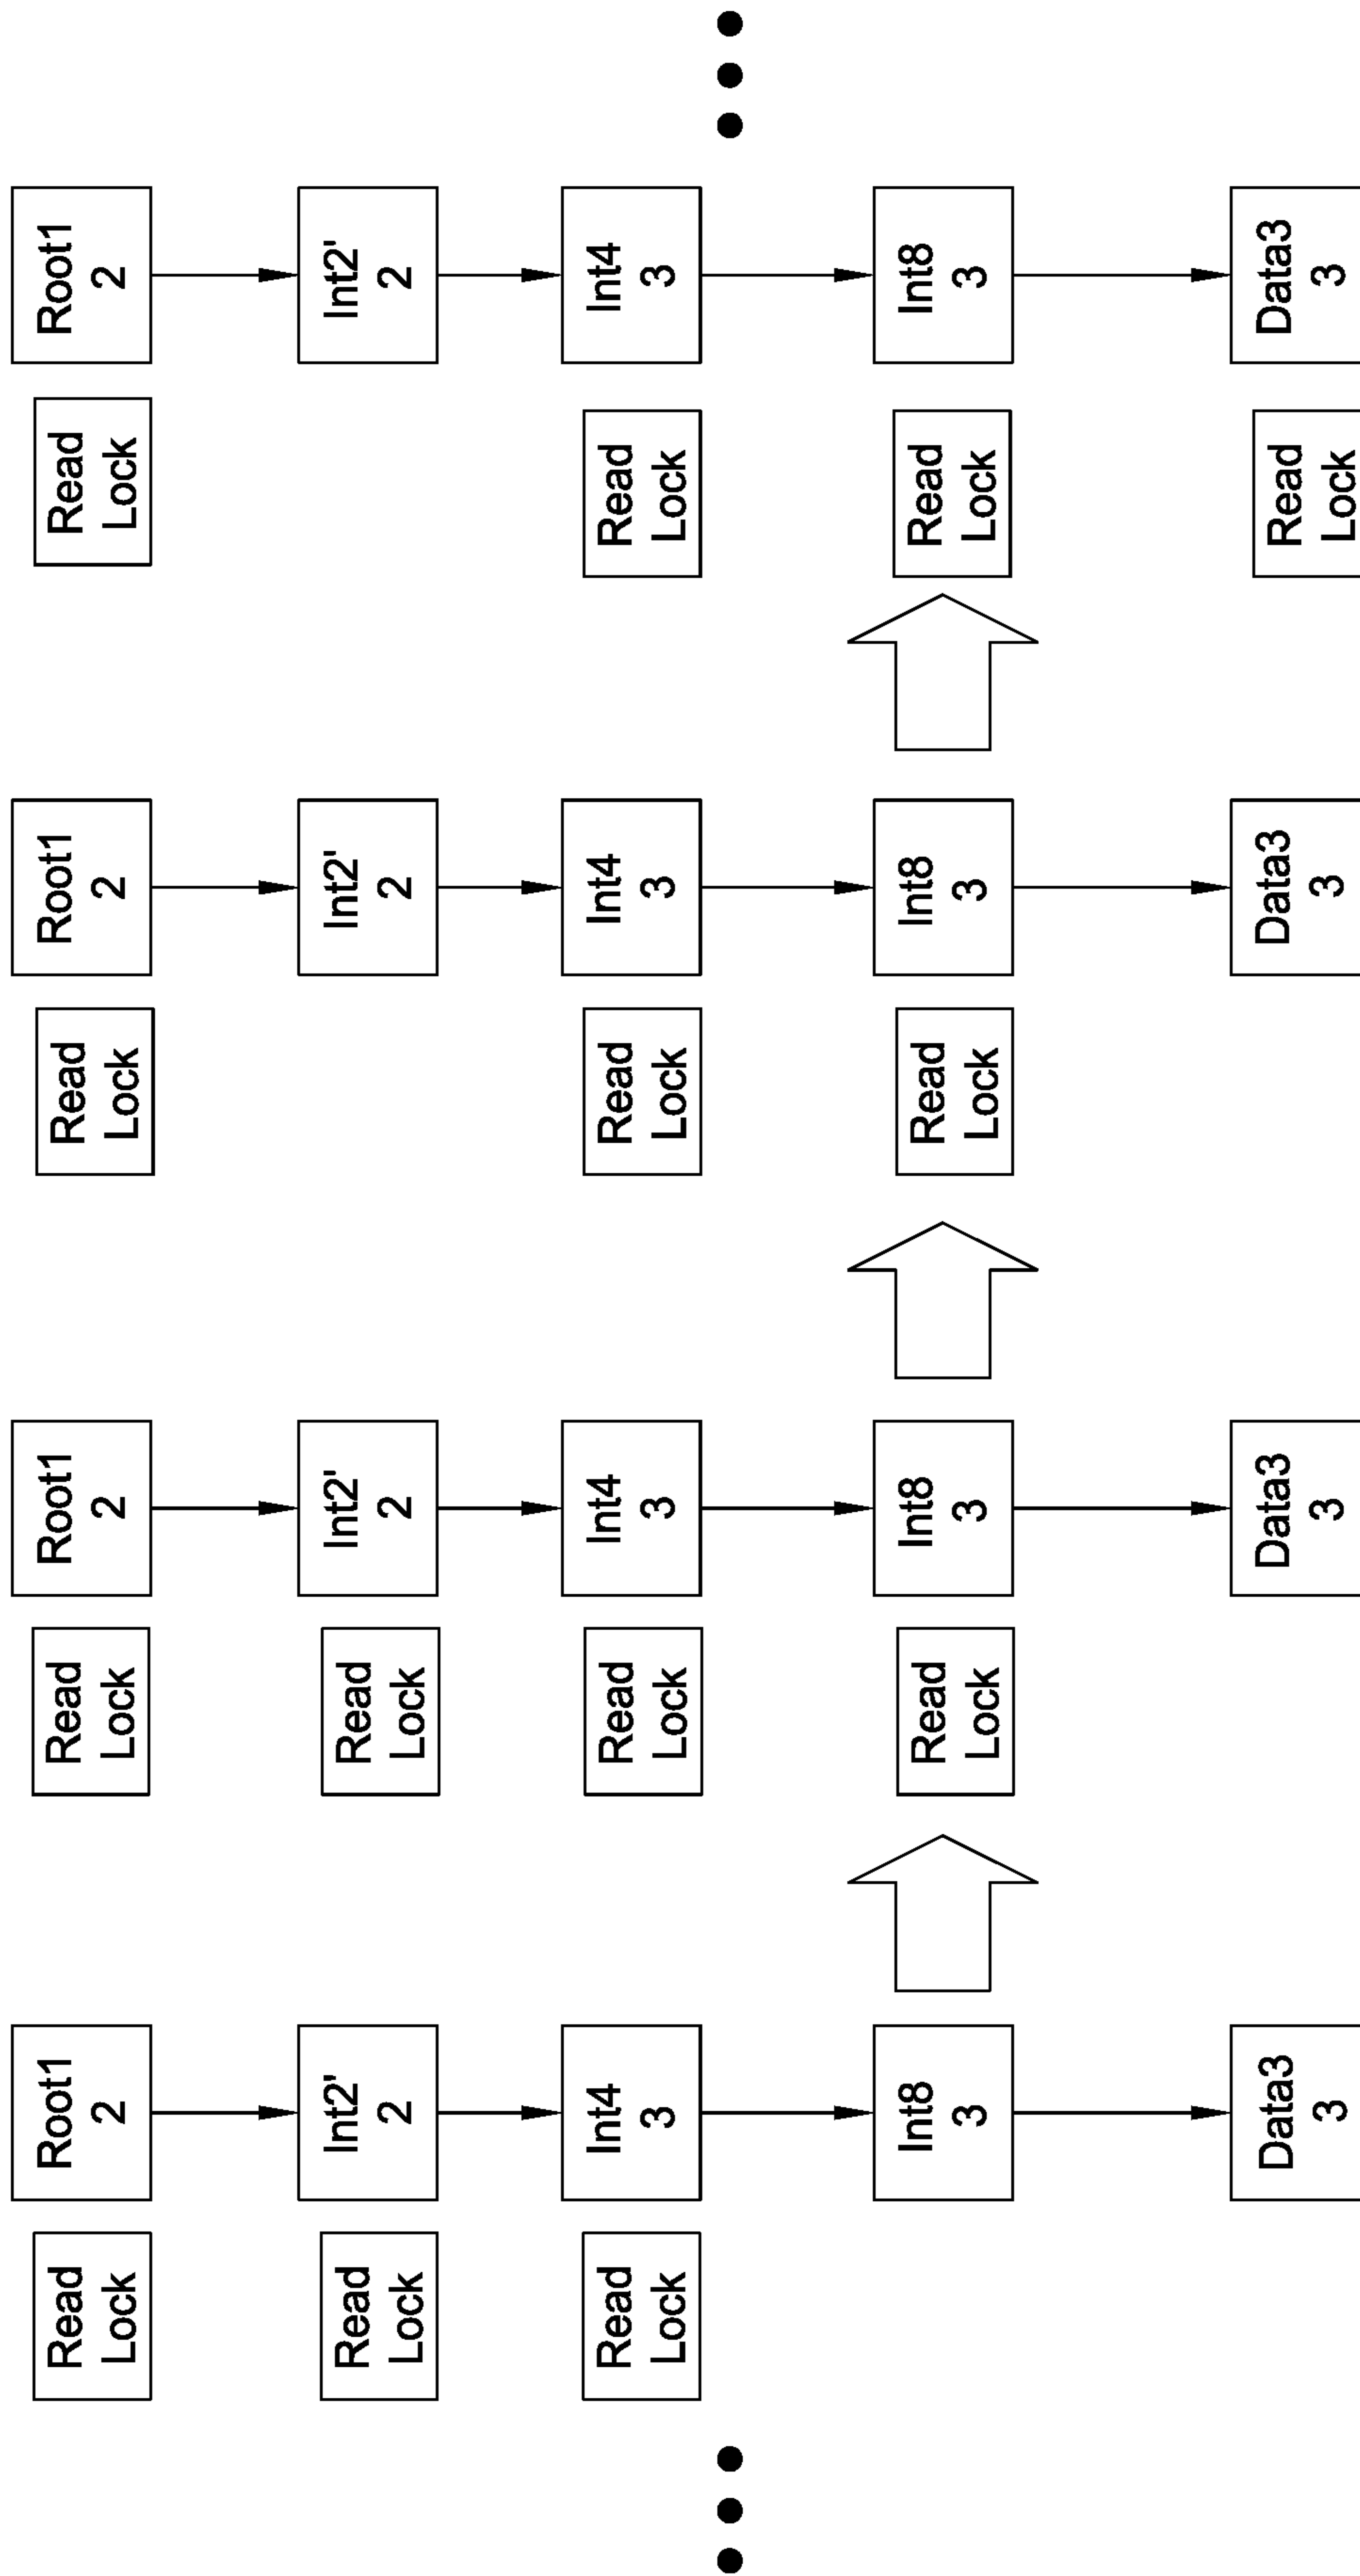 Read
Lock
Root1
2
Read
Lock
Root1
2
Read
Lock
Root1
2
Read
Lock
Root1
2
Read
Lock
Int2'
2
Read
Lock
Int2'
2
Int2'
2
Int2'
2
Read
Lock
Int4
3
Read
Lock
Int4
3
Read
Lock
Int4
3
Read
Lock
Int4
3
Int8
3
Read
Lock
Int8
3
Read
Lock
Int8
3
Read
Lock
Int8
3
Data3
3
Data3
3
Data3
3
Read
Lock
Data3
3